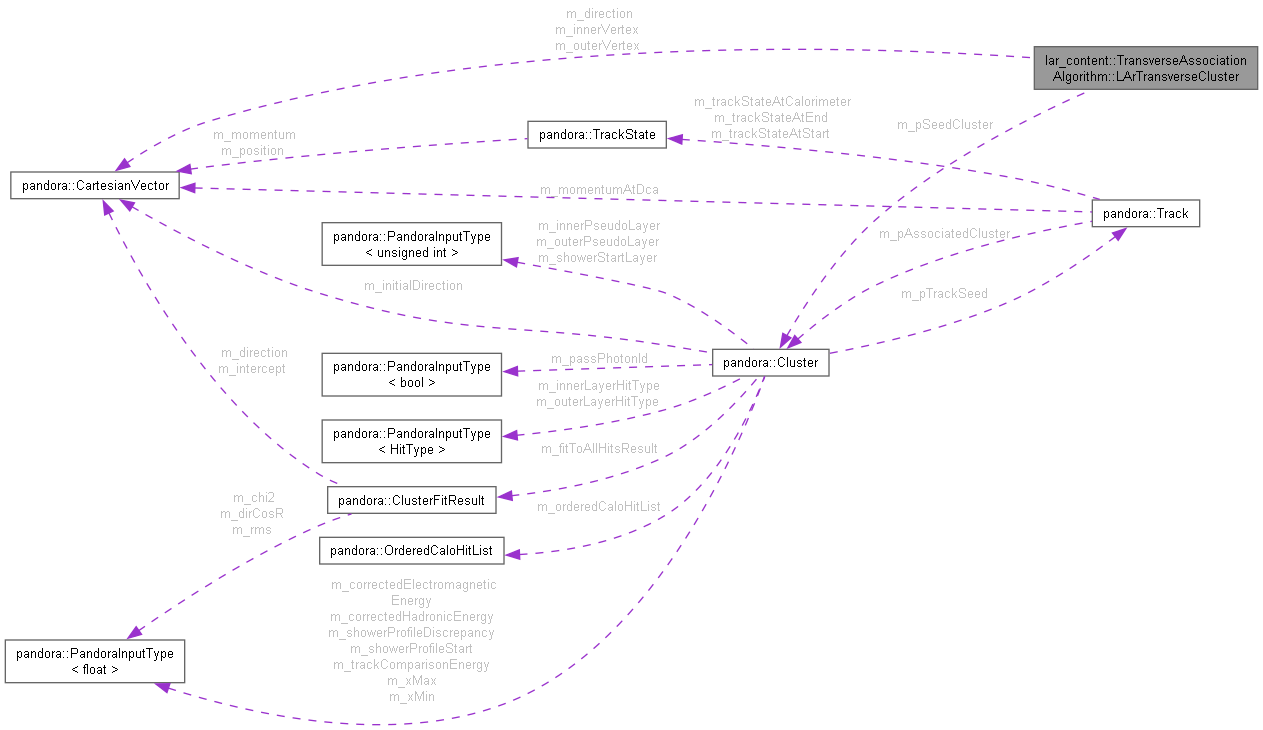 m_direction
m_innerVertex
m_outerVertex
lar_content::TransverseAssociation
Algorithm::LArTransverseCluster
m_trackStateAtCalorimeter
m_trackStateAtEnd
m_trackStateAtStart
m_pSeedCluster
m_momentum
m_position
pandora::TrackState
pandora::CartesianVector
m_momentumAtDca
pandora::Track
pandora::PandoraInputType
< unsigned int >
m_innerPseudoLayer
m_outerPseudoLayer
m_showerStartLayer
m_pAssociatedCluster
m_initialDirection
m_pTrackSeed
m_direction
m_intercept
pandora::PandoraInputType
< bool >
m_passPhotonId
pandora::Cluster
m_innerLayerHitType
m_outerLayerHitType
pandora::PandoraInputType
< HitType >
m_fitToAllHitsResult
pandora::ClusterFitResult
m_chi2
m_dirCosR
m_rms
m_orderedCaloHitList
pandora::OrderedCaloHitList
m_correctedElectromagnetic
Energy
m_correctedHadronicEnergy
m_showerProfileDiscrepancy
m_showerProfileStart
m_trackComparisonEnergy
m_xMax
m_xMin
pandora::PandoraInputType
< float >